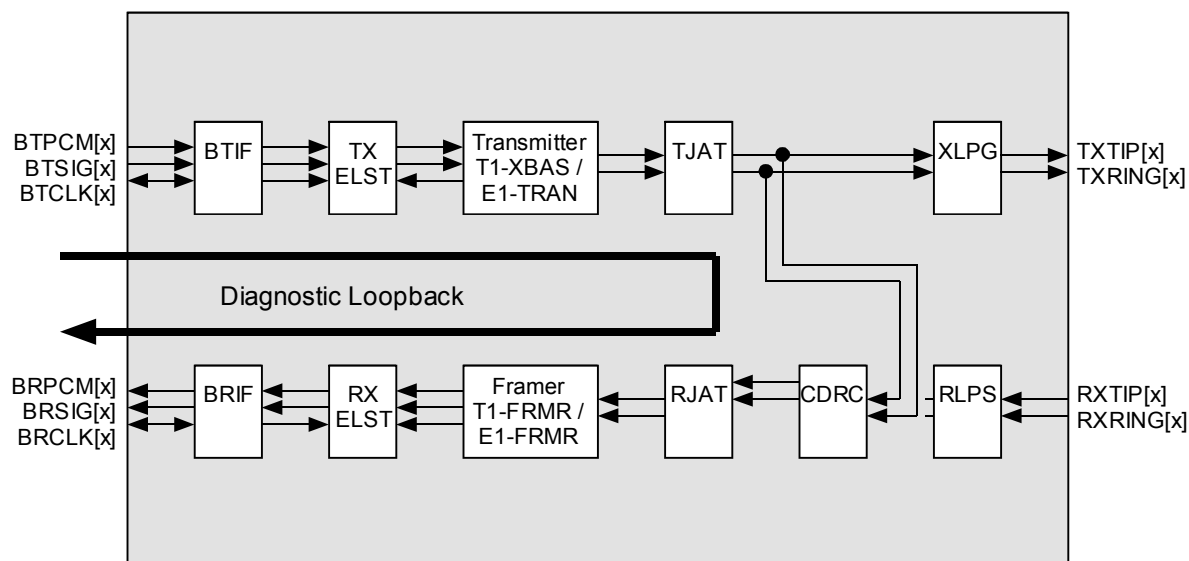 BTPCM[x]
BTSIG[x]
BTCLK[x]
BTIF
TX
ELST
Transmitter
T1-XBAS /
E1-TRAN
TJAT
XLPG
TXTIP[x]
TXRING[x]
Diagnostic Loopback
BRPCM[x]
BRSIG[x]
BRCLK[x]
BRIF
RX
ELST
Framer
T1-FRMR /
E1-FRMR
RJAT
CDRC
RLPS
RXTIP[x]
RXRING[x]